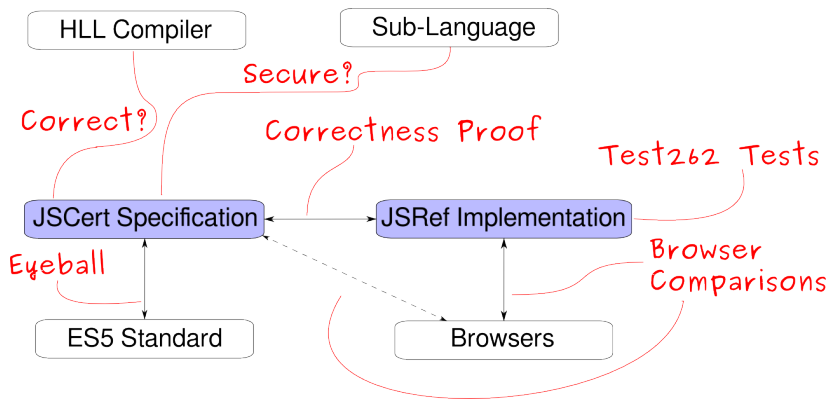 HLL Compiler
Sub-Language
Secure?
Correct?
Correctness Proof
Test262 Tests
JSCert Specification
JSRef Implementation
Eyeball
Browser
Comparisons
ES5 Standard
Browsers